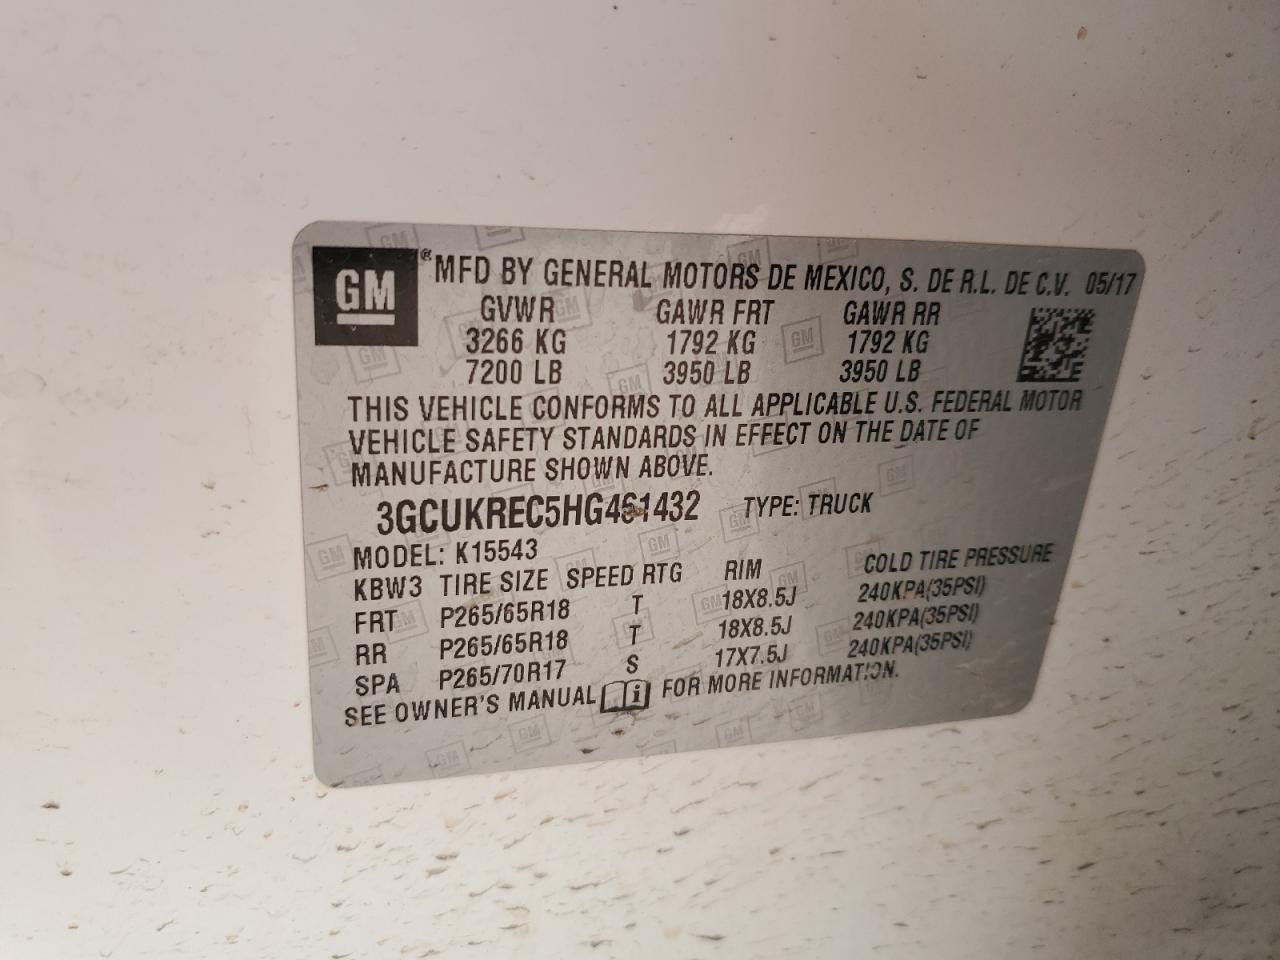 GM ® MFD BY GENERAL MOTORS DE MEXICO, S. DE R.L. DE C.V. 05/17
GVWR GAWR FRT GAWR RR
3266 KG 1792 KG 1792 KG
7200 LB 3950 LB 3950 LB
THIS VEHICLE CONFORMS TO ALL APPLICABLE U.S. FEDERAL MOTOR
VEHICLE SAFETY STANDARDS IN EFFECT ON THE DATE OF
MANUFACTURE SHOWN ABOVE.
3GCUKREC5HG461432 TYPE: TRUCK
MODEL: K15543
KBW3 TIRE SIZE SPEED RTG RIM COLD TIRE PRESSURE
FRT P265/65R18 T 18X8.5J 240KPA(35PSI)
RR P265/65R18 T 18X8.5J 240KPA(35PSI)
SPA P265/70R17 S 17X7.5J 240KPA(35PSI)
SEE OWNER'S MANUAL i FOR MORE INFORMATION.